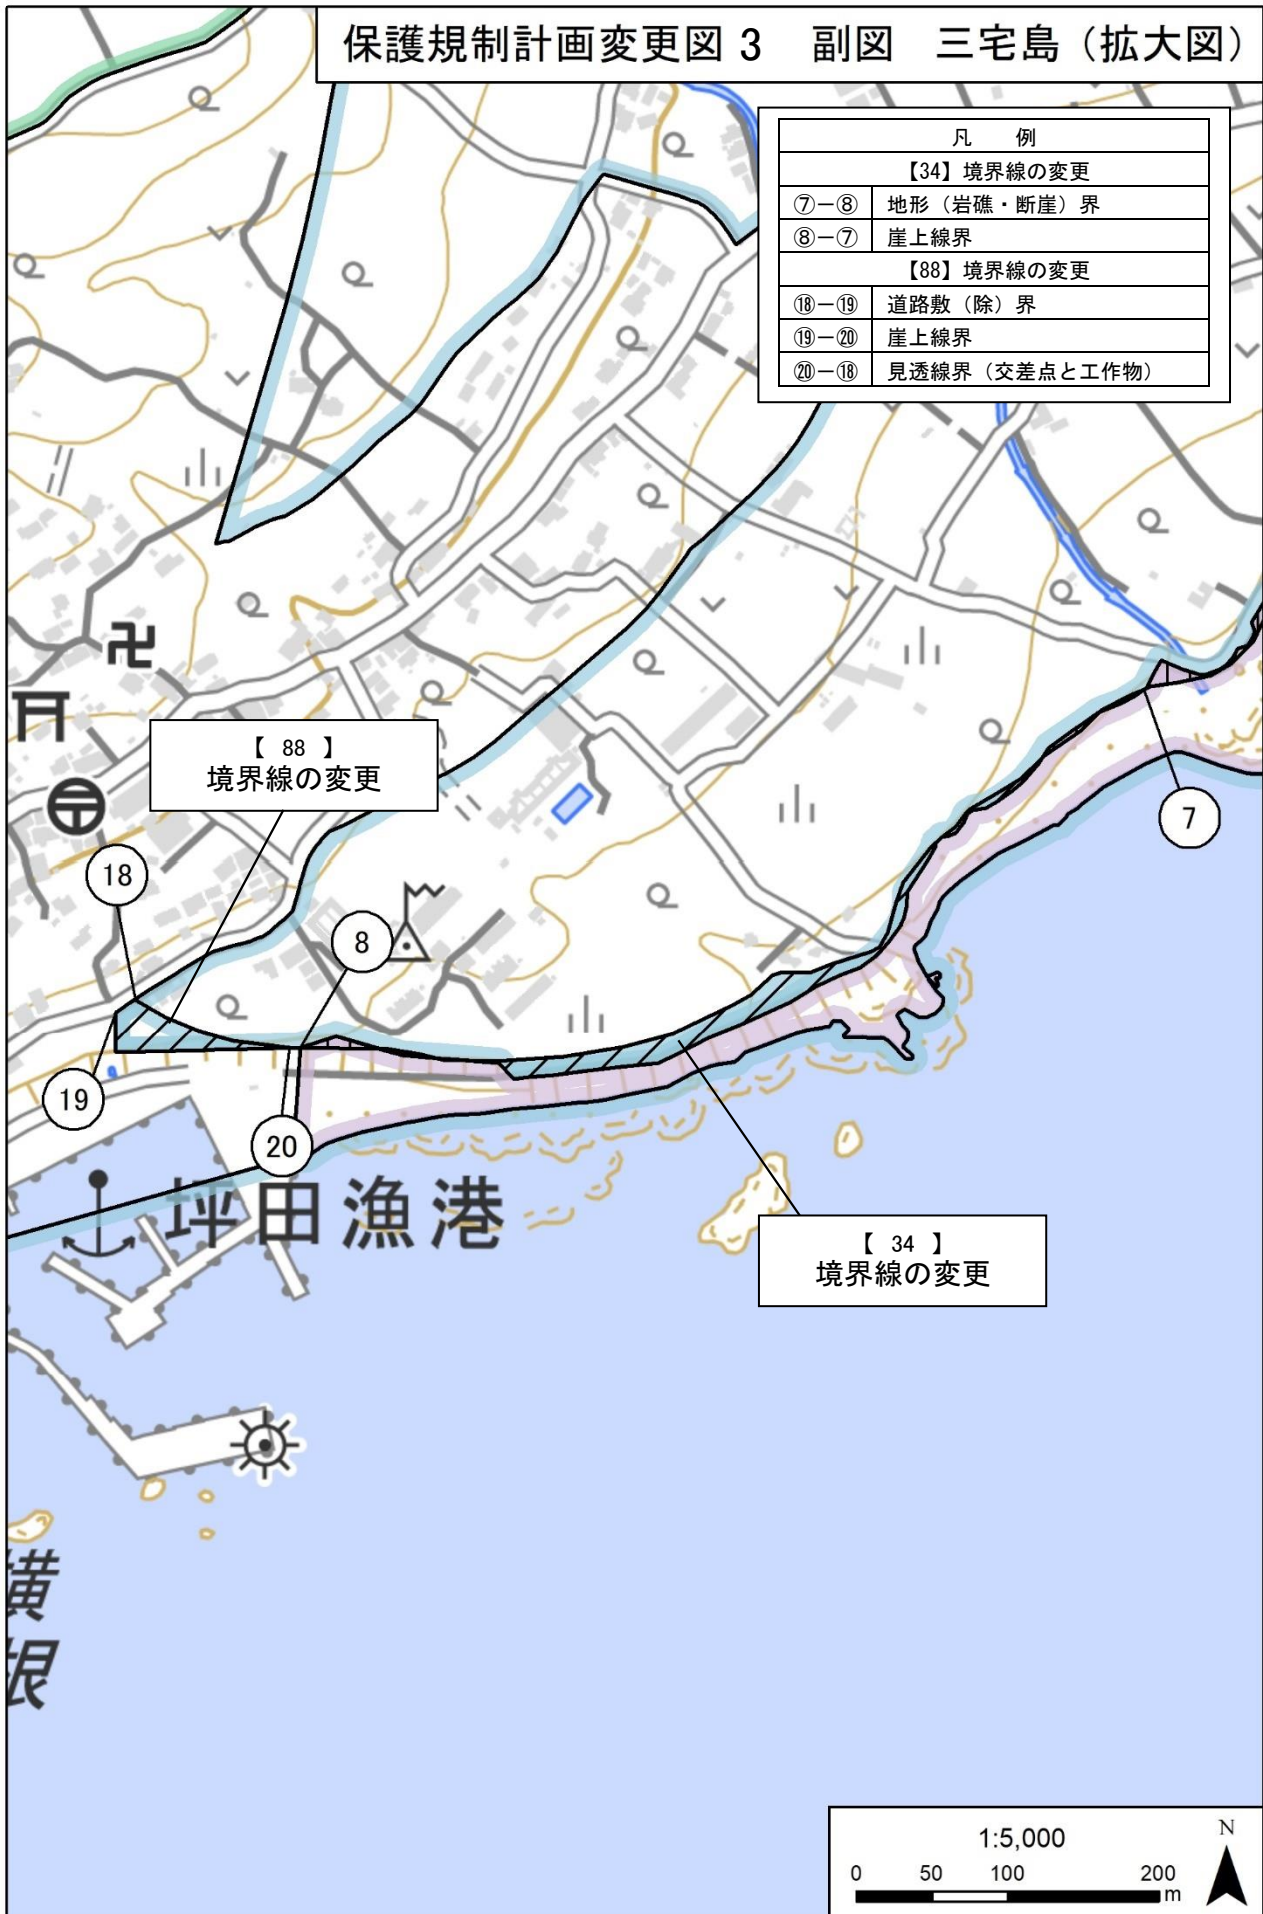 保護規制計画変更図 3　副図　三宅島（拡大図）
凡　例
【34】境界線の変更
⑦－⑧ 地形（岩礁・断崖）界
⑧－⑦ 崖上線界
【88】境界線の変更
⑱－⑲ 道路敷（除）界
⑲－⑳ 崖上線界
⑳－⑱ 見透線界（交差点と工作物）
【 88 】
境界線の変更
7
18
8
19
20
坪田漁港
【 34 】
境界線の変更
横
根
1:5,000
N
0 50 100 200
m